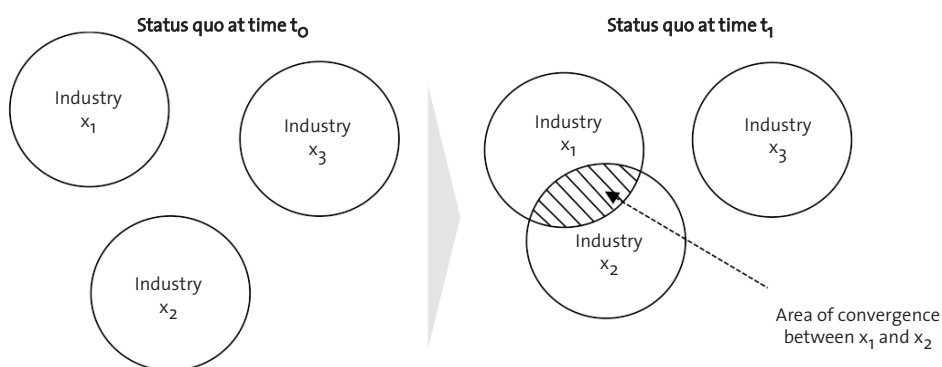 Status quo at time t₀
Industry
x₁
Industry
x₃
Industry
x₂
Status quo at time t₁
Industry
x₁
Industry
x₃
Industry
x₂
Area of convergence
between x₁ and x₂